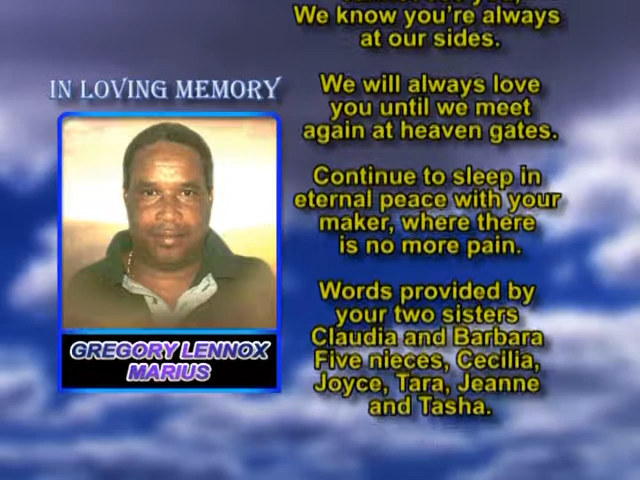 We know you're always
at our sides.
IN LOVING MEMORY
We will always love
you until we meet
again at heaven gates.
Continue to sleep in
eternal peace with your
maker, where there
is no more pain.
Words provided by
your two sisters
Claudia and Barbara
Five nieces, Cecilia,
Joyce, Tara, Jeanne
and Tasha.
GREGORY LENNOX
MARIUS